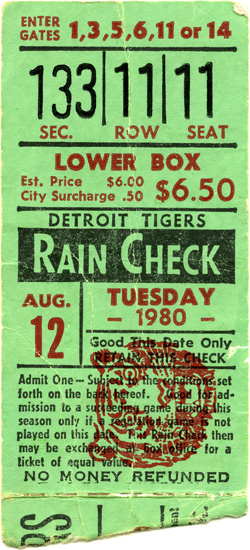 ENTER GATES 1, 3, 5, 6, 11 or 14
133 11 11
SEC. ROW SEAT
LOWER BOX
Est. Price $6.00
City Surcharge .50
$6.50
DETROIT TIGERS
RAIN CHECK
AUG. 12
TUESDAY
- 1980 -
Good This Date Only
RETAIN THIS CHECK
Admit One — Subject to the conditions set
forth on the back hereof. Good for ad-
mission to a succeeding game during this
season only if a regulation game is not
played on this date. This Rain Check then
may be exchanged at box office for a
ticket of equal value.
NO MONEY REFUNDED